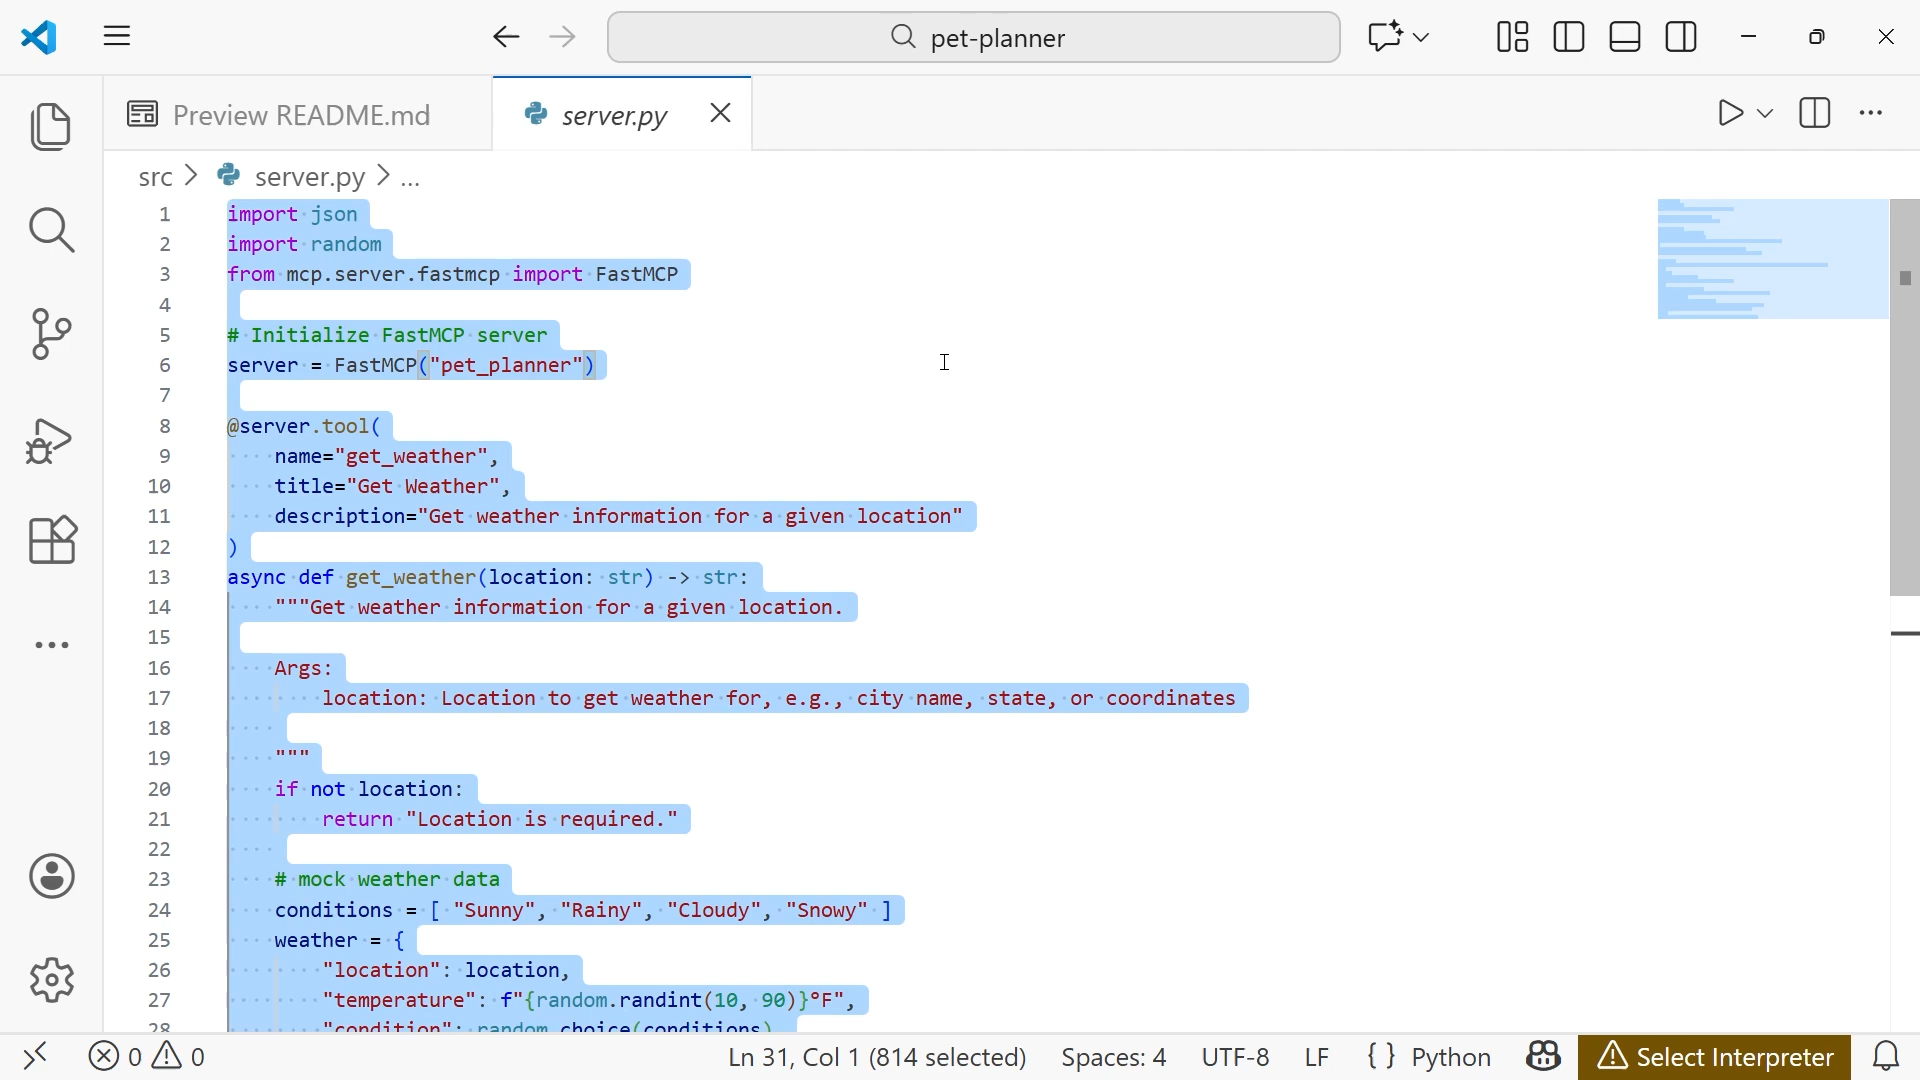 pet-planner
Preview README.md
server.py
src > server.py > ...
1 import json
2 import random
3 from mcp.server.fastmcp import FastMCP
4
5 # Initialize FastMCP server
6 server = FastMCP("pet_planner")
7
8 @server.tool(
9 name="get_weather",
10 title="Get Weather",
11 description="Get weather information for a given location"
12 )
13 async def get_weather(location: str) -> str:
14 """Get weather information for a given location.
15
16 Args:
17 location: Location to get weather for, e.g., city name, state, or coordinates
18
19 """
20 if not location:
21 return "Location is required."
22
23 # mock weather data
24 conditions = [ "Sunny", "Rainy", "Cloudy", "Snowy" ]
25 weather = {
26 "location": location,
27 "temperature": f"{random.randint(10, 90)}°F",
28 "condition": random.choice(conditions)
0 0 Ln 31, Col 1 (814 selected) Spaces: 4 UTF-8 LF { } Python Select Interpreter